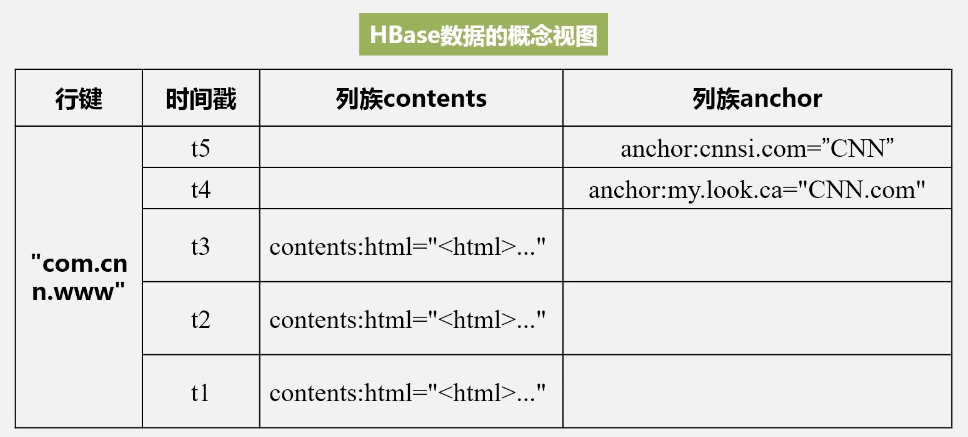 HBase数据的概念视图
行键 时间戳 列族contents 列族anchor
t5 anchor:cnnsi.com=”CNN”
t4 anchor:my.look.ca="CNN.com"
"com.cn
n.www"
t3 contents:html="<html>..."
t2 contents:html="<html>..."
t1 contents:html="<html>..."